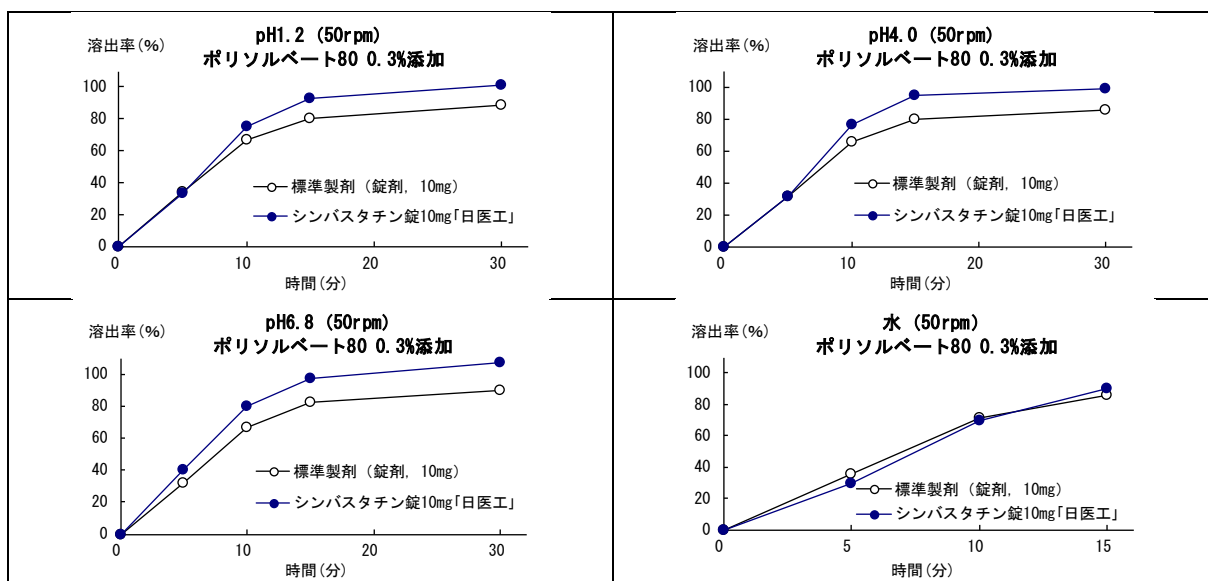 pH1.2 (50rpm)
ポリソルベート80 0.3%添加
溶出率(%)
100
80
60
40
20
0
標準製剤（錠剤, 10mg）
シンバスタチン錠10mg「日医工」
0 10 20 30
時間(分)
pH4.0 (50rpm)
ポリソルベート80 0.3%添加
溶出率(%)
100
80
60
40
20
0
標準製剤（錠剤, 10mg）
シンバスタチン錠10mg「日医工」
0 10 20 30
時間(分)
pH6.8 (50rpm)
ポリソルベート80 0.3%添加
溶出率(%)
100
80
60
40
20
0
標準製剤（錠剤, 10mg）
シンバスタチン錠10mg「日医工」
0 10 20 30
時間(分)
水 (50rpm)
ポリソルベート80 0.3%添加
溶出率(%)
100
80
60
40
20
0
標準製剤（錠剤, 10mg）
シンバスタチン錠10mg「日医工」
0 5 10 15
時間(分)